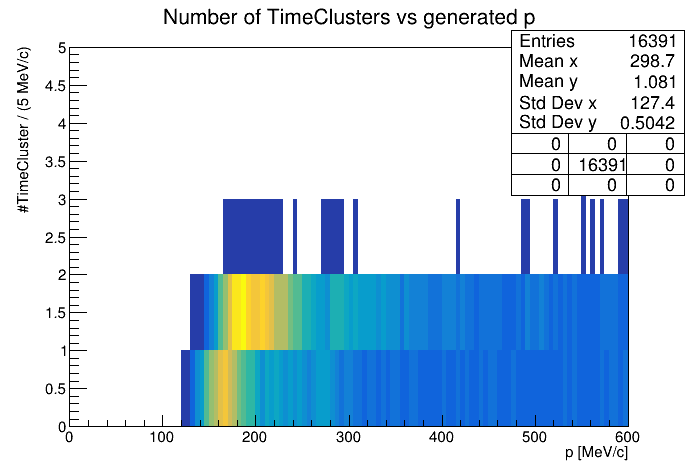 Number of TimeClusters vs generated p
#TimeCluster / (5 MeV/c)
Entries 16391
Mean x 298.7
Mean y 1.081
Std Dev x 127.4
Std Dev y 0.5042
0 0 0
0 16391 0
0 0 0
5
4.5
4
3.5
3
2.5
2
1.5
1
0.5
0
0 100 200 300 400 500 600
p [MeV/c]